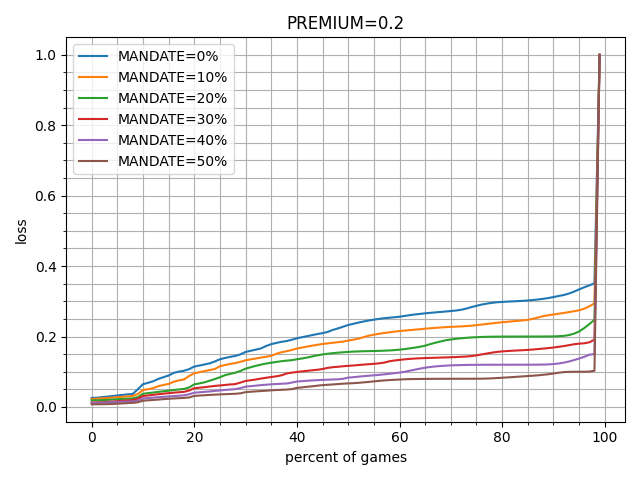 PREMIUM=0.2
MANDATE=0%
MANDATE=10%
MANDATE=20%
MANDATE=30%
MANDATE=40%
MANDATE=50%
loss
1.0
0.8
0.6
0.4
0.2
0.0
0 20 40 60 80 100
percent of games